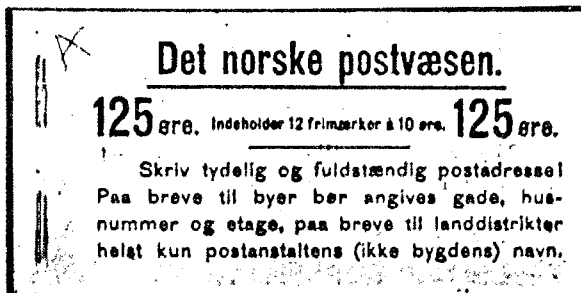 A
Det norske postvæsen.
125 øre. Indeholder 12 frimærker à 10 øre. 125 øre.
Skriv tydelig og fuldstændig postadresse!
Paa breve til byer bør angives gade, hus-
nummer og etage, paa breve til landdistrikter
helst kun postanstaltens (ikke bygdens) navn.